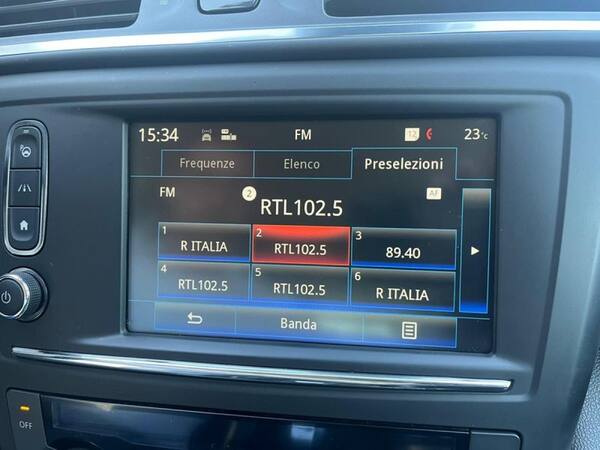 15:34 FM 12 23°C
Frequenze Elenco Preselezioni
FM 2 AF
RTL102.5
1 R ITALIA 2 RTL102.5 3 89.40
4 RTL102.5 5 RTL102.5 6 R ITALIA
Banda
OFF